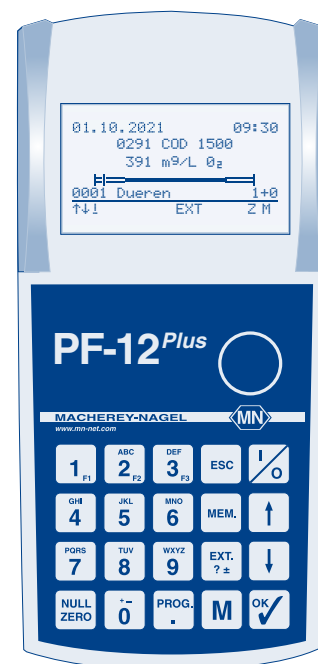 01.10.2021 09:30
0291 COD 1500
391 mg/L O₂
0001 Dueren 1+0
↑↓! EXT Z M
PF-12 Plus
MACHEREY-NAGEL MN
www.mn-net.com
1 F1 ABC 2 F2 DEF 3 F3 ESC I/O
GHI 4 JKL 5 MNO 6 MEM. ↑
PQRS 7 TUV 8 WXYZ 9 EXT. ? ± ↓
NULL ZERO +- 0 PROG. . M OK✓